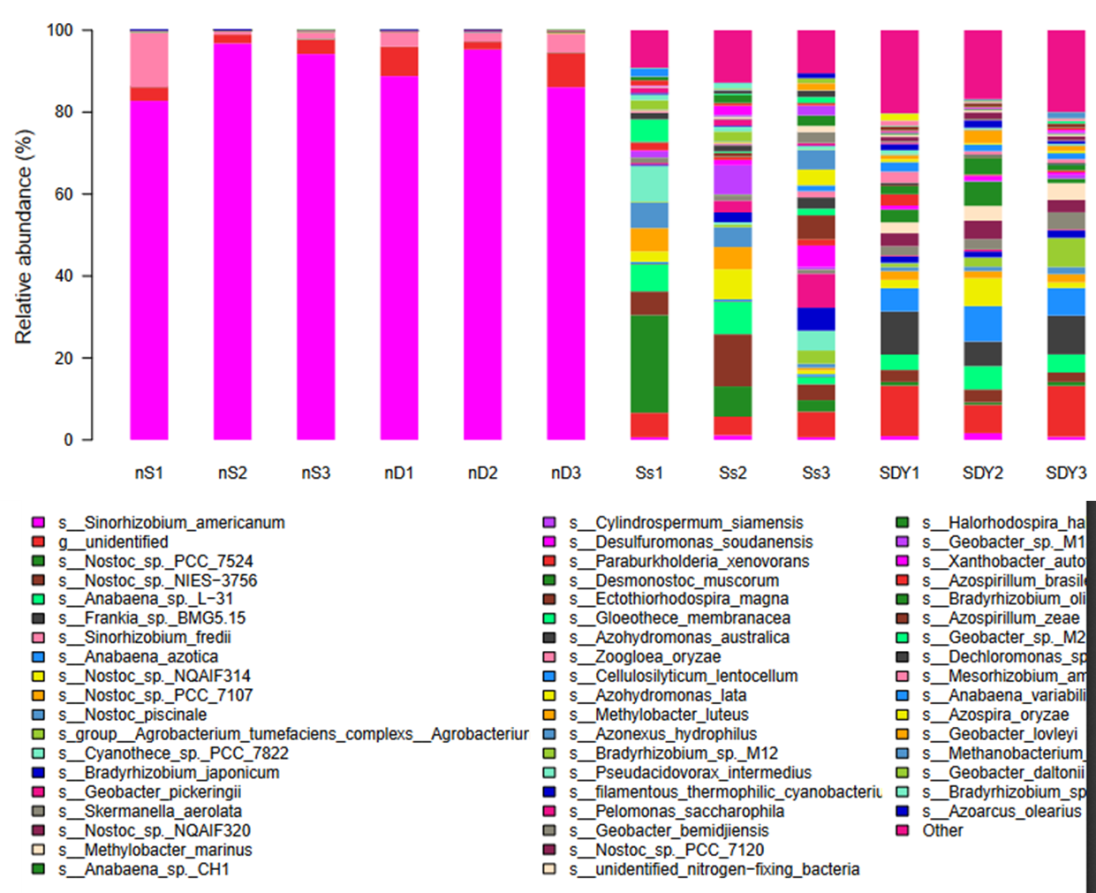 Relative abundance (%)
100
80
60
40
20
0
nS1 nS2 nS3 nD1 nD2 nD3 Ss1 Ss2 Ss3 SDY1 SDY2 SDY3
s__Sinorhizobium_americanum
g__unidentified
s__Nostoc_sp._PCC_7524
s__Nostoc_sp._NIES-3756
s__Anabaena_sp._L-31
s__Frankia_sp._BMG5.15
s__Sinorhizobium_fredii
s__Anabaena_azotica
s__Nostoc_sp._NQAIF314
s__Nostoc_sp._PCC_7107
s__Nostoc_piscinale
s_group__Agrobacterium_tumefaciens_complexs__Agrobacteriur
s__Cyanothece_sp._PCC_7822
s__Bradyrhizobium_japonicum
s__Geobacter_pickeringii
s__Skermanella_aerolata
s__Nostoc_sp._NQAIF320
s__Methylobacter_marinus
s__Anabaena_sp._CH1
s__Cylindrospermum_siamensis
s__Desulfuromonas_soudanensis
s__Paraburkholderia_xenovorans
s__Desmonostoc_muscorum
s__Ectothiorhodospira_magna
s__Gloeothece_membranacea
s__Azohydromonas_australica
s__Zoogloea_oryzae
s__Cellulosilyticum_lentocellum
s__Azohydromonas_lata
s__Methylobacter_luteus
s__Azonexus_hydrophilus
s__Bradyrhizobium_sp._M12
s__Pseudacidovorax_intermedius
s__filamentous_thermophilic_cyanobacteriu
s__Pelomonas_saccharophila
s__Geobacter_bemidjiensis
s__Nostoc_sp._PCC_7120
s__unidentified_nitrogen-fixing_bacteria
s__Halorhodospira_ha
s__Geobacter_sp._M1
s__Xanthobacter_auto
s__Azospirillum_brasile
s__Bradyrhizobium_oli
s__Azospirillum_zeae
s__Geobacter_sp._M2
s__Dechloromonas_sp
s__Mesorhizobium_am
s__Anabaena_variabili
s__Azospira_oryzae
s__Geobacter_lovleyi
s__Methanobacterium_
s__Geobacter_daltonii
s__Bradyrhizobium_sp
s__Azoarcus_olearius
Other